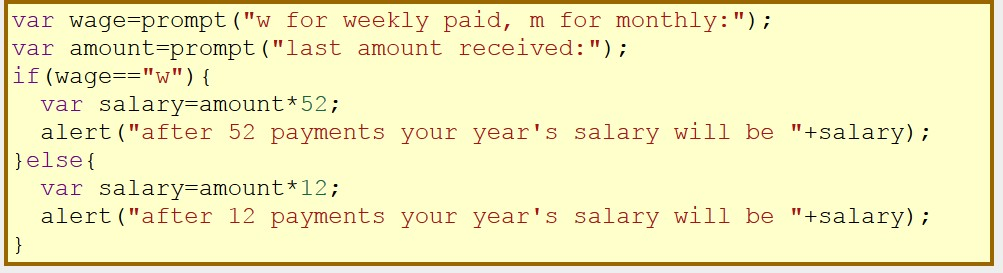 var wage=prompt("w for weekly paid, m for monthly:");
var amount=prompt("last amount received:");
if(wage=="w"){
  var salary=amount*52;
  alert("after 52 payments your year's salary will be "+salary);
}else{
  var salary=amount*12;
  alert("after 12 payments your year's salary will be "+salary);
}